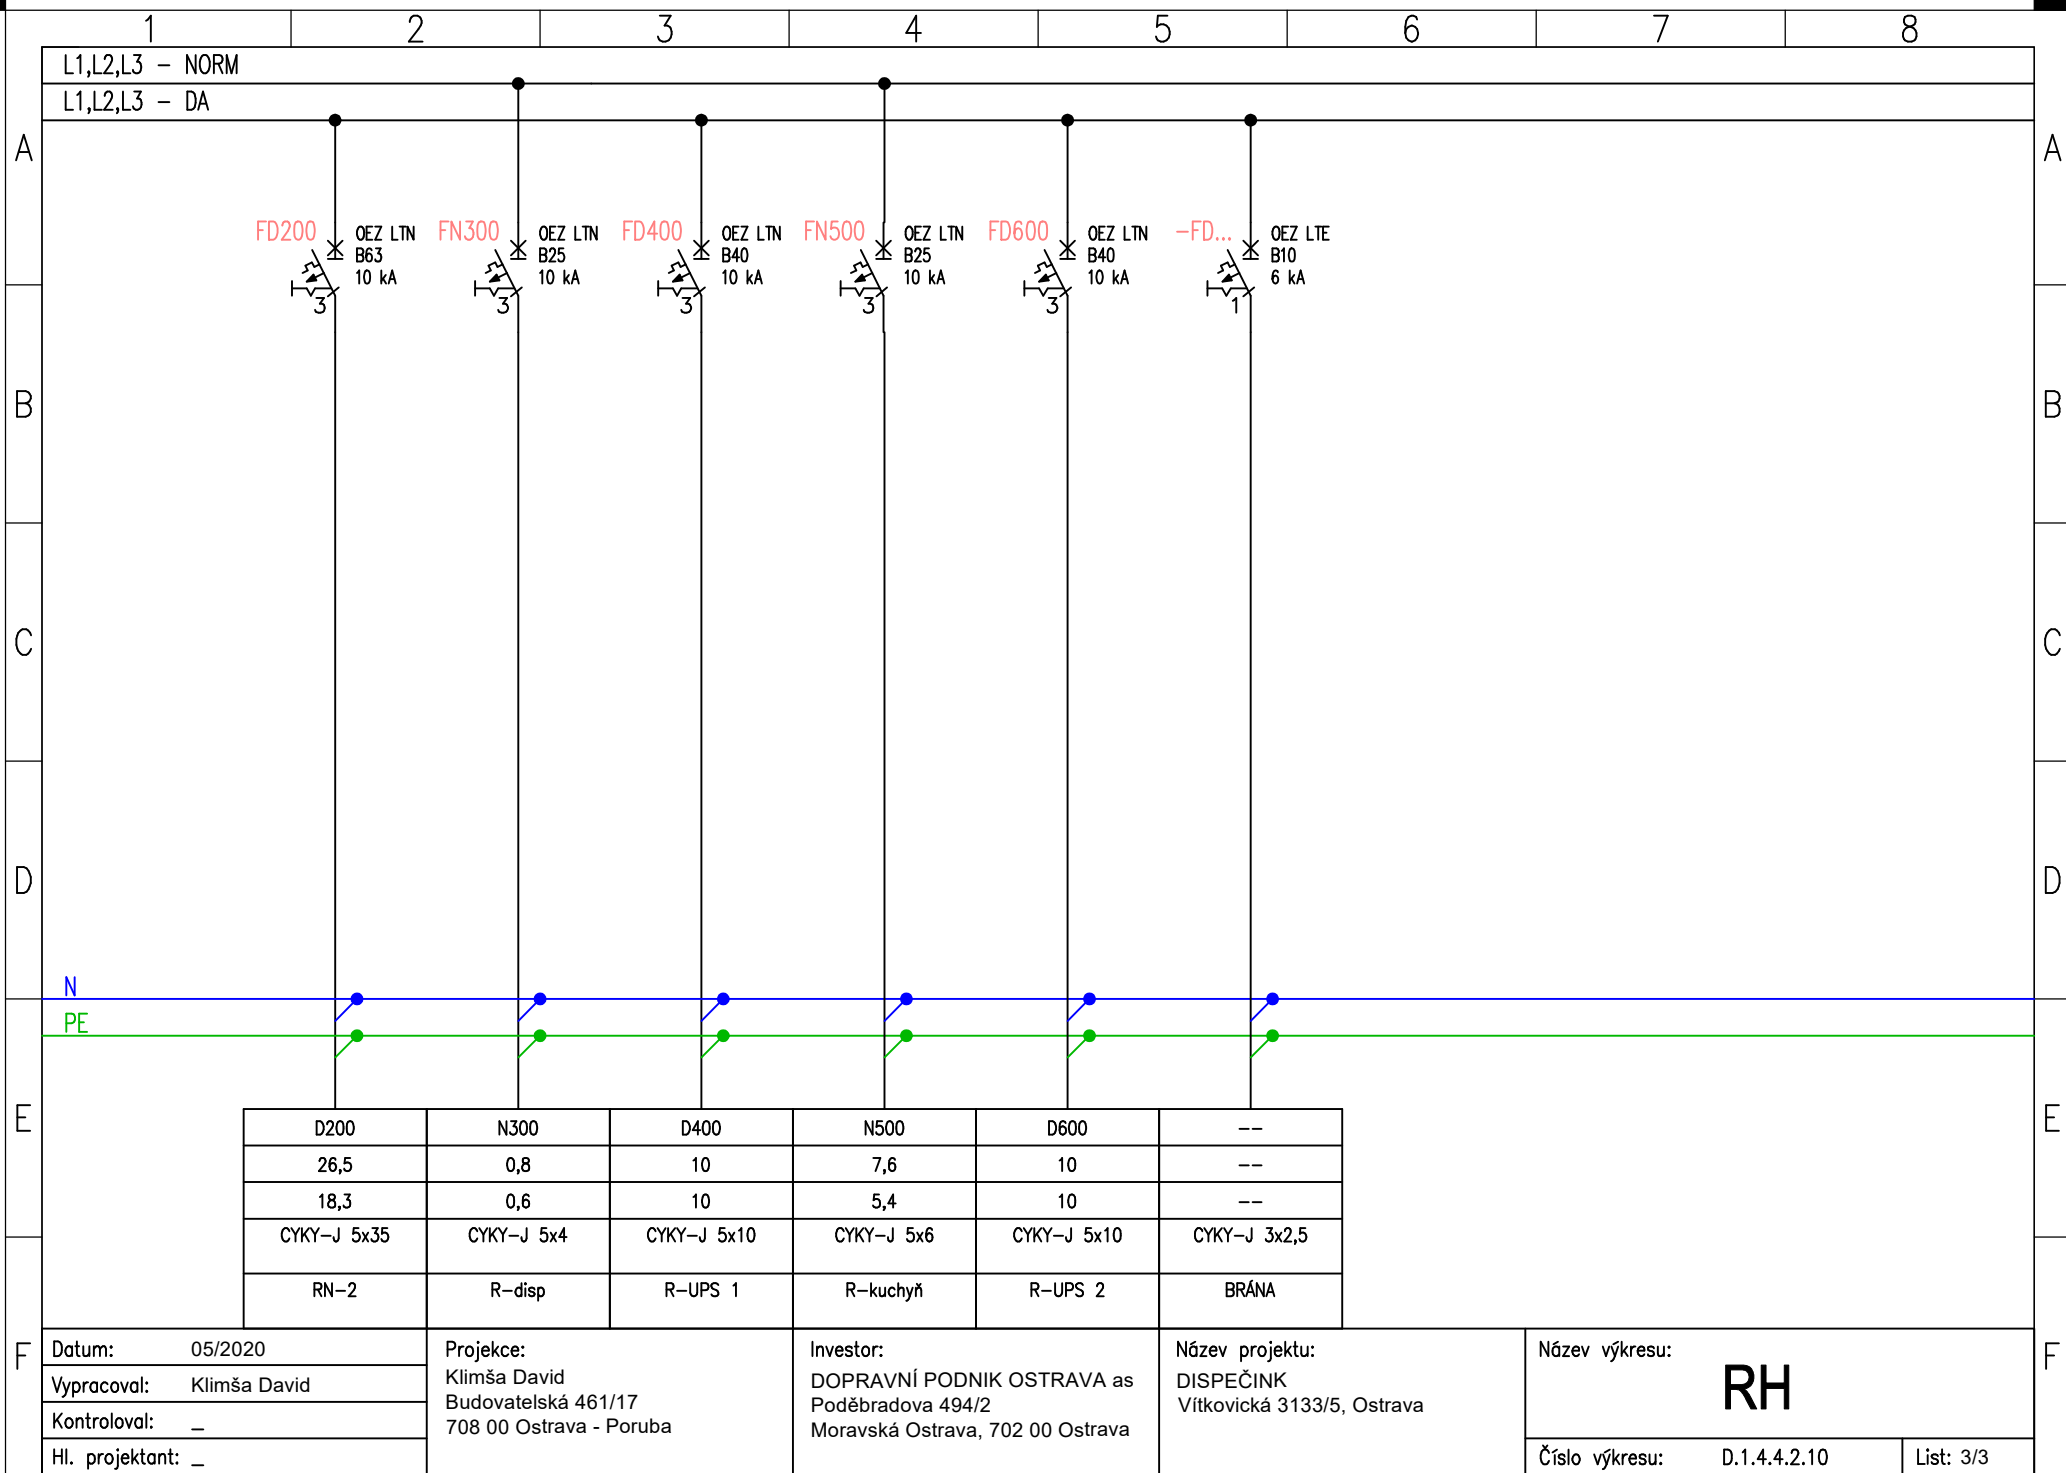 1 2 3 4 5 6 7 8
L1,L2,L3 – NORM
L1,L2,L3 – DA
A A
FD200 OEZ LTN B63 10 kA 3
FN300 OEZ LTN B25 10 kA 3
FD400 OEZ LTN B40 10 kA 3
FN500 OEZ LTN B25 10 kA 3
FD600 OEZ LTN B40 10 kA 3
–FD... OEZ LTE B10 6 kA 1
B B
C C
D D
N
PE
E E
D200 N300 D400 N500 D600 ––
26,5 0,8 10 7,6 10 ––
18,3 0,6 10 5,4 10 ––
CYKY–J 5x35 CYKY–J 5x4 CYKY–J 5x10 CYKY–J 5x6 CYKY–J 5x10 CYKY–J 3x2,5
RN–2 R–disp R–UPS 1 R–kuchyň R–UPS 2 BRÁNA
F F
Datum: 05/2020
Vypracoval: Klimša David
Kontroloval: _
Hl. projektant: _
Projekce:
Klimša David
Budovatelská 461/17
708 00 Ostrava - Poruba
Investor:
DOPRAVNÍ PODNIK OSTRAVA as
Poděbradova 494/2
Moravská Ostrava, 702 00 Ostrava
Název projektu:
DISPEČINK
Vítkovická 3133/5, Ostrava
Název výkresu:
RH
Číslo výkresu: D.1.4.4.2.10
List: 3/3